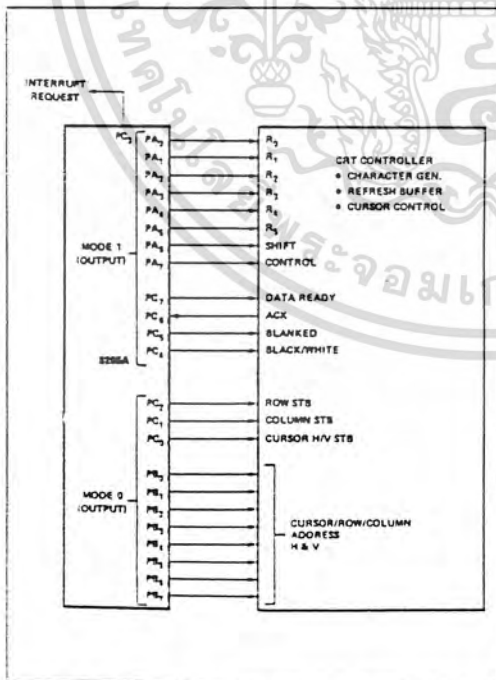 INTERRUPT
REQUEST
PC3 PA0 R0
PA1 R1
PA2 R2
PA3 R3
PA4 R4
PA5 R5
PA6 SHIFT
PA7 CONTROL
CRT CONTROLLER
• CHARACTER GEN.
• REFRESH BUFFER
• CURSOR CONTROL
MODE 1
(OUTPUT)
PC7 DATA READY
PC6 ACK
PC5 BLANKED
PC4 BLACK/WHITE
8255A
PC2 ROW STB
PC1 COLUMN STB
PC0 CURSOR H/V STB
MODE 0
(OUTPUT)
PB0
PB1
PB2
PB3
PB4
PB5
PB6
PB7
CURSOR/ROW/COLUMN
ADDRESS
H & V